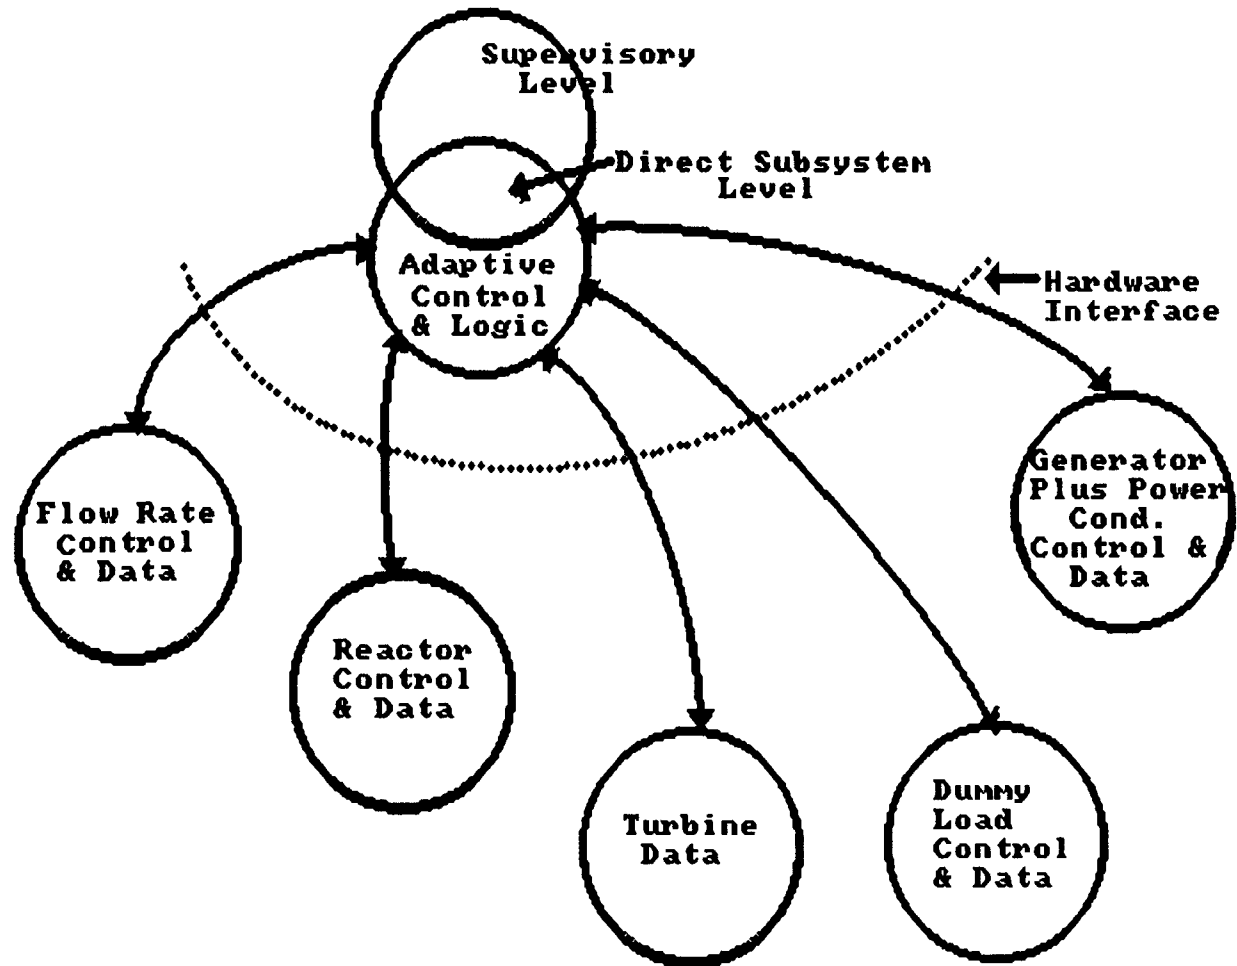 Supervisory
Level
Direct Subsystem
Level
Adaptive
Control
& Logic
Hardware
Interface
Flow Rate
Control
& Data
Reactor
Control
& Data
Turbine
Data
Dummy
Load
Control
& Data
Generator
Plus Power
Cond.
Control &
Data